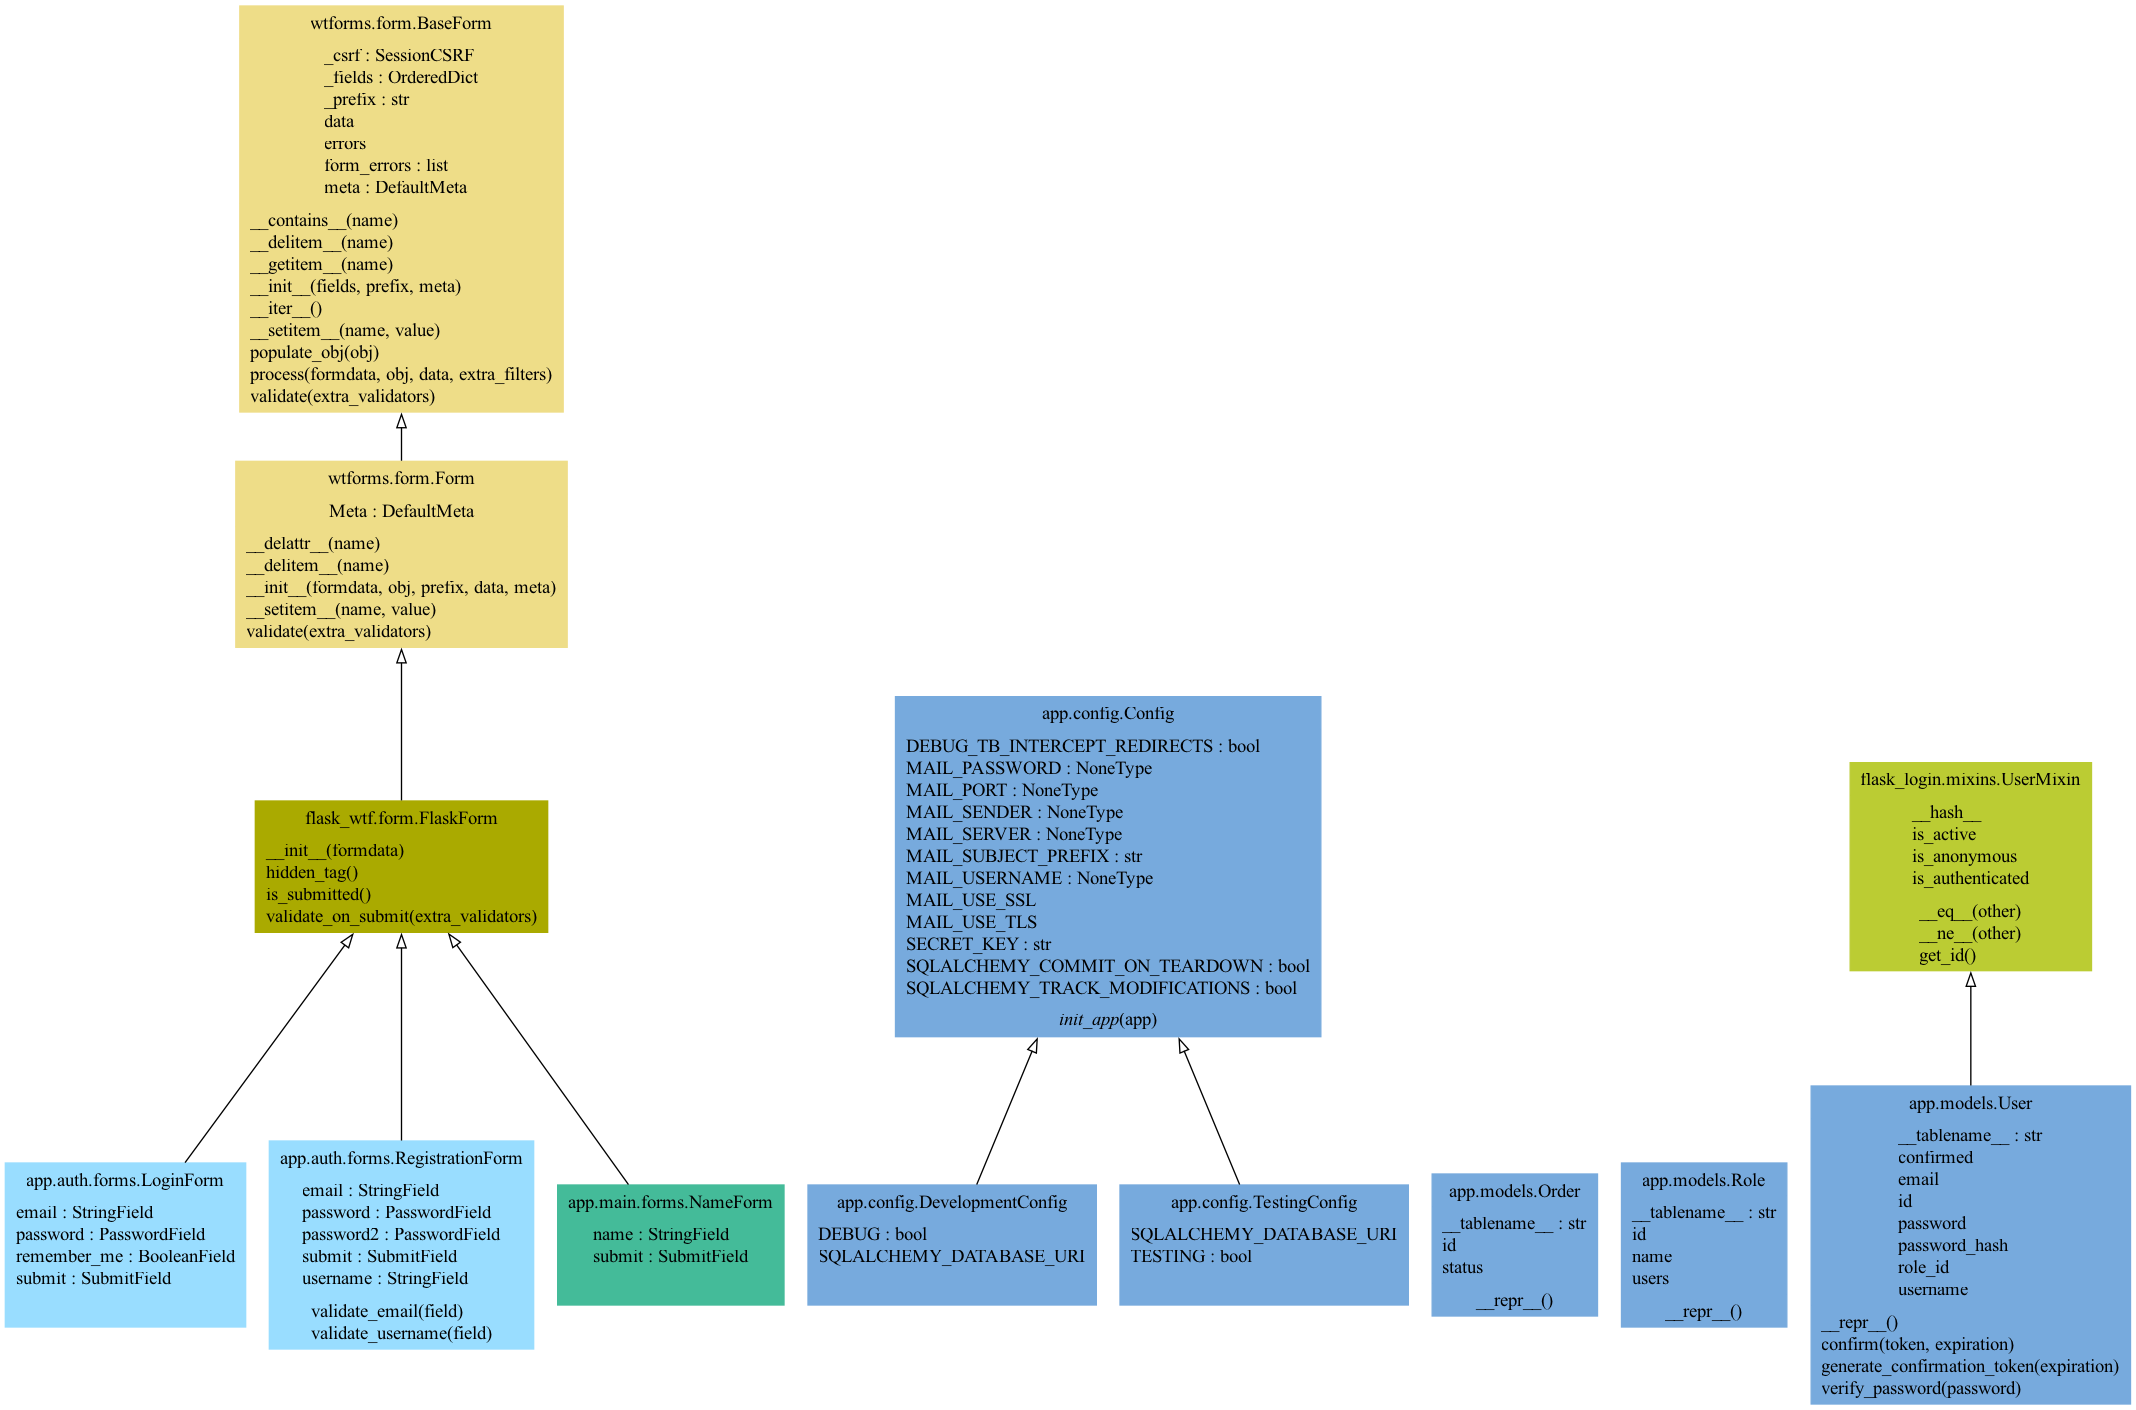 wtforms.form.BaseForm
_csrf : SessionCSRF
_fields : OrderedDict
_prefix : str
data
errors
form_errors : list
meta : DefaultMeta
__contains__(name)
__delitem__(name)
__getitem__(name)
__init__(fields, prefix, meta)
__iter__()
__setitem__(name, value)
populate_obj(obj)
process(formdata, obj, data, extra_filters)
validate(extra_validators)
wtforms.form.Form
Meta : DefaultMeta
__delattr__(name)
__delitem__(name)
__init__(formdata, obj, prefix, data, meta)
__setitem__(name, value)
validate(extra_validators)
flask_wtf.form.FlaskForm
__init__(formdata)
hidden_tag()
is_submitted()
validate_on_submit(extra_validators)
app.config.Config
DEBUG_TB_INTERCEPT_REDIRECTS : bool
MAIL_PASSWORD : NoneType
MAIL_PORT : NoneType
MAIL_SENDER : NoneType
MAIL_SERVER : NoneType
MAIL_SUBJECT_PREFIX : str
MAIL_USERNAME : NoneType
MAIL_USE_SSL
MAIL_USE_TLS
SECRET_KEY : str
SQLALCHEMY_COMMIT_ON_TEARDOWN : bool
SQLALCHEMY_TRACK_MODIFICATIONS : bool
init_app(app)
flask_login.mixins.UserMixin
__hash__
is_active
is_anonymous
is_authenticated
__eq__(other)
__ne__(other)
get_id()
app.auth.forms.LoginForm
email : StringField
password : PasswordField
remember_me : BooleanField
submit : SubmitField
app.auth.forms.RegistrationForm
email : StringField
password : PasswordField
password2 : PasswordField
submit : SubmitField
username : StringField
validate_email(field)
validate_username(field)
app.main.forms.NameForm
name : StringField
submit : SubmitField
app.config.DevelopmentConfig
DEBUG : bool
SQLALCHEMY_DATABASE_URI
app.config.TestingConfig
SQLALCHEMY_DATABASE_URI
TESTING : bool
app.models.Order
__tablename__ : str
id
status
__repr__()
app.models.Role
__tablename__ : str
id
name
users
__repr__()
app.models.User
__tablename__ : str
confirmed
email
id
password
password_hash
role_id
username
__repr__()
confirm(token, expiration)
generate_confirmation_token(expiration)
verify_password(password)